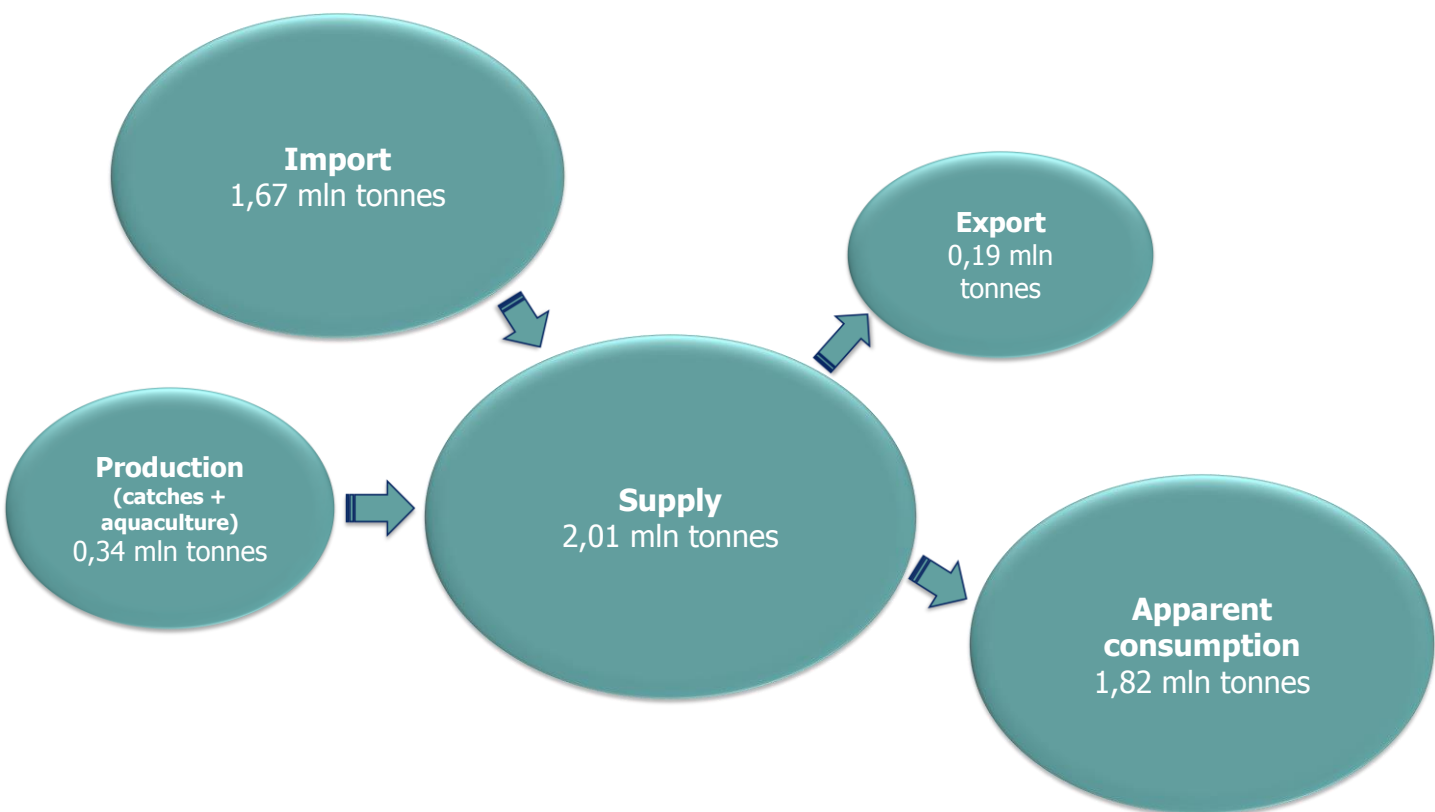 Import
1,67 mln tonnes
Export
0,19 mln
tonnes
Production
(catches +
aquaculture)
0,34 mln tonnes
Supply
2,01 mln tonnes
Apparent
consumption
1,82 mln tonnes